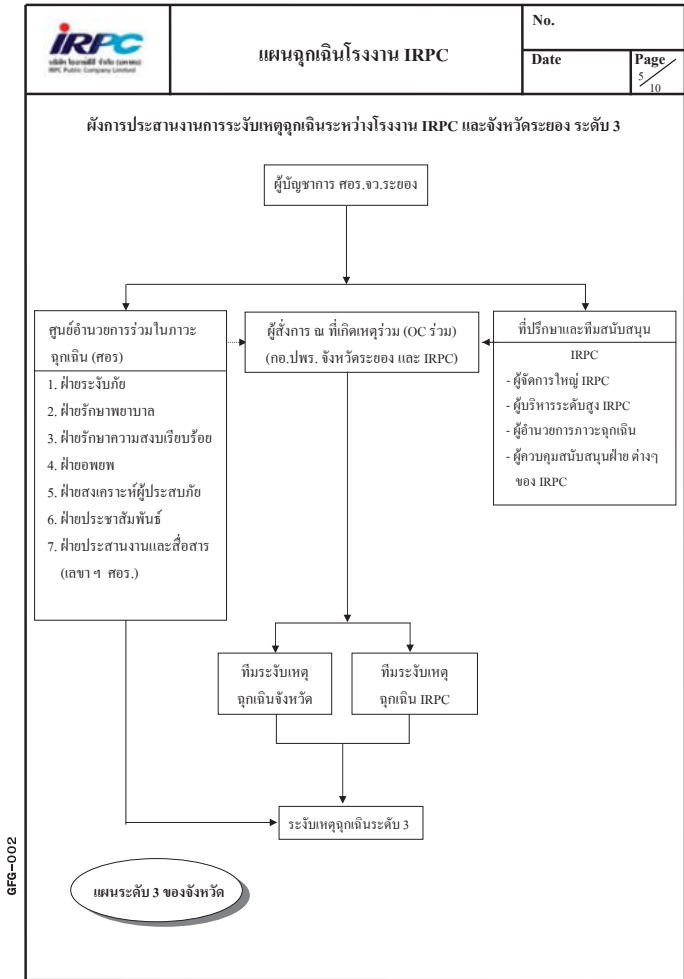 IRPC
บริษัท ไออาร์พีซี จำกัด (มหาชน)
IRPC Public Company Limited
แผนฉุกเฉินโรงงาน IRPC
No.
Date
Page
5/10
ผังการประสานงานการระงับเหตุฉุกเฉินระหว่างโรงงาน IRPC และจังหวัดระยอง ระดับ 3
ผู้บัญชาการ ศอร.จว.ระยอง
ศูนย์อำนวยการร่วมในภาวะ
ฉุกเฉิน (ศอร)
1. ฝ่ายระงับภัย
2. ฝ่ายรักษาพยาบาล
3. ฝ่ายรักษาความสงบเรียบร้อย
4. ฝ่ายอพยพ
5. ฝ่ายสงเคราะห์ผู้ประสบภัย
6. ฝ่ายประชาสัมพันธ์
7. ฝ่ายประสานงานและสื่อสาร
(เลขา ฯ ศอร.)
ผู้สั่งการ ณ ที่เกิดเหตุร่วม (OC ร่วม)
(กอ.ปพร. จังหวัดระยอง และ IRPC)
ที่ปรึกษาและทีมสนับสนุน
IRPC
- ผู้จัดการใหญ่ IRPC
- ผู้บริหารระดับสูง IRPC
- ผู้อำนวยการภาวะฉุกเฉิน
- ผู้ควบคุมสนับสนุนฝ่าย ต่างๆ
ของ IRPC
ทีมระงับเหตุ
ฉุกเฉินจังหวัด
ทีมระงับเหตุ
ฉุกเฉิน IRPC
ระงับเหตุฉุกเฉินระดับ 3
แผนระดับ 3 ของจังหวัด
GFG-002